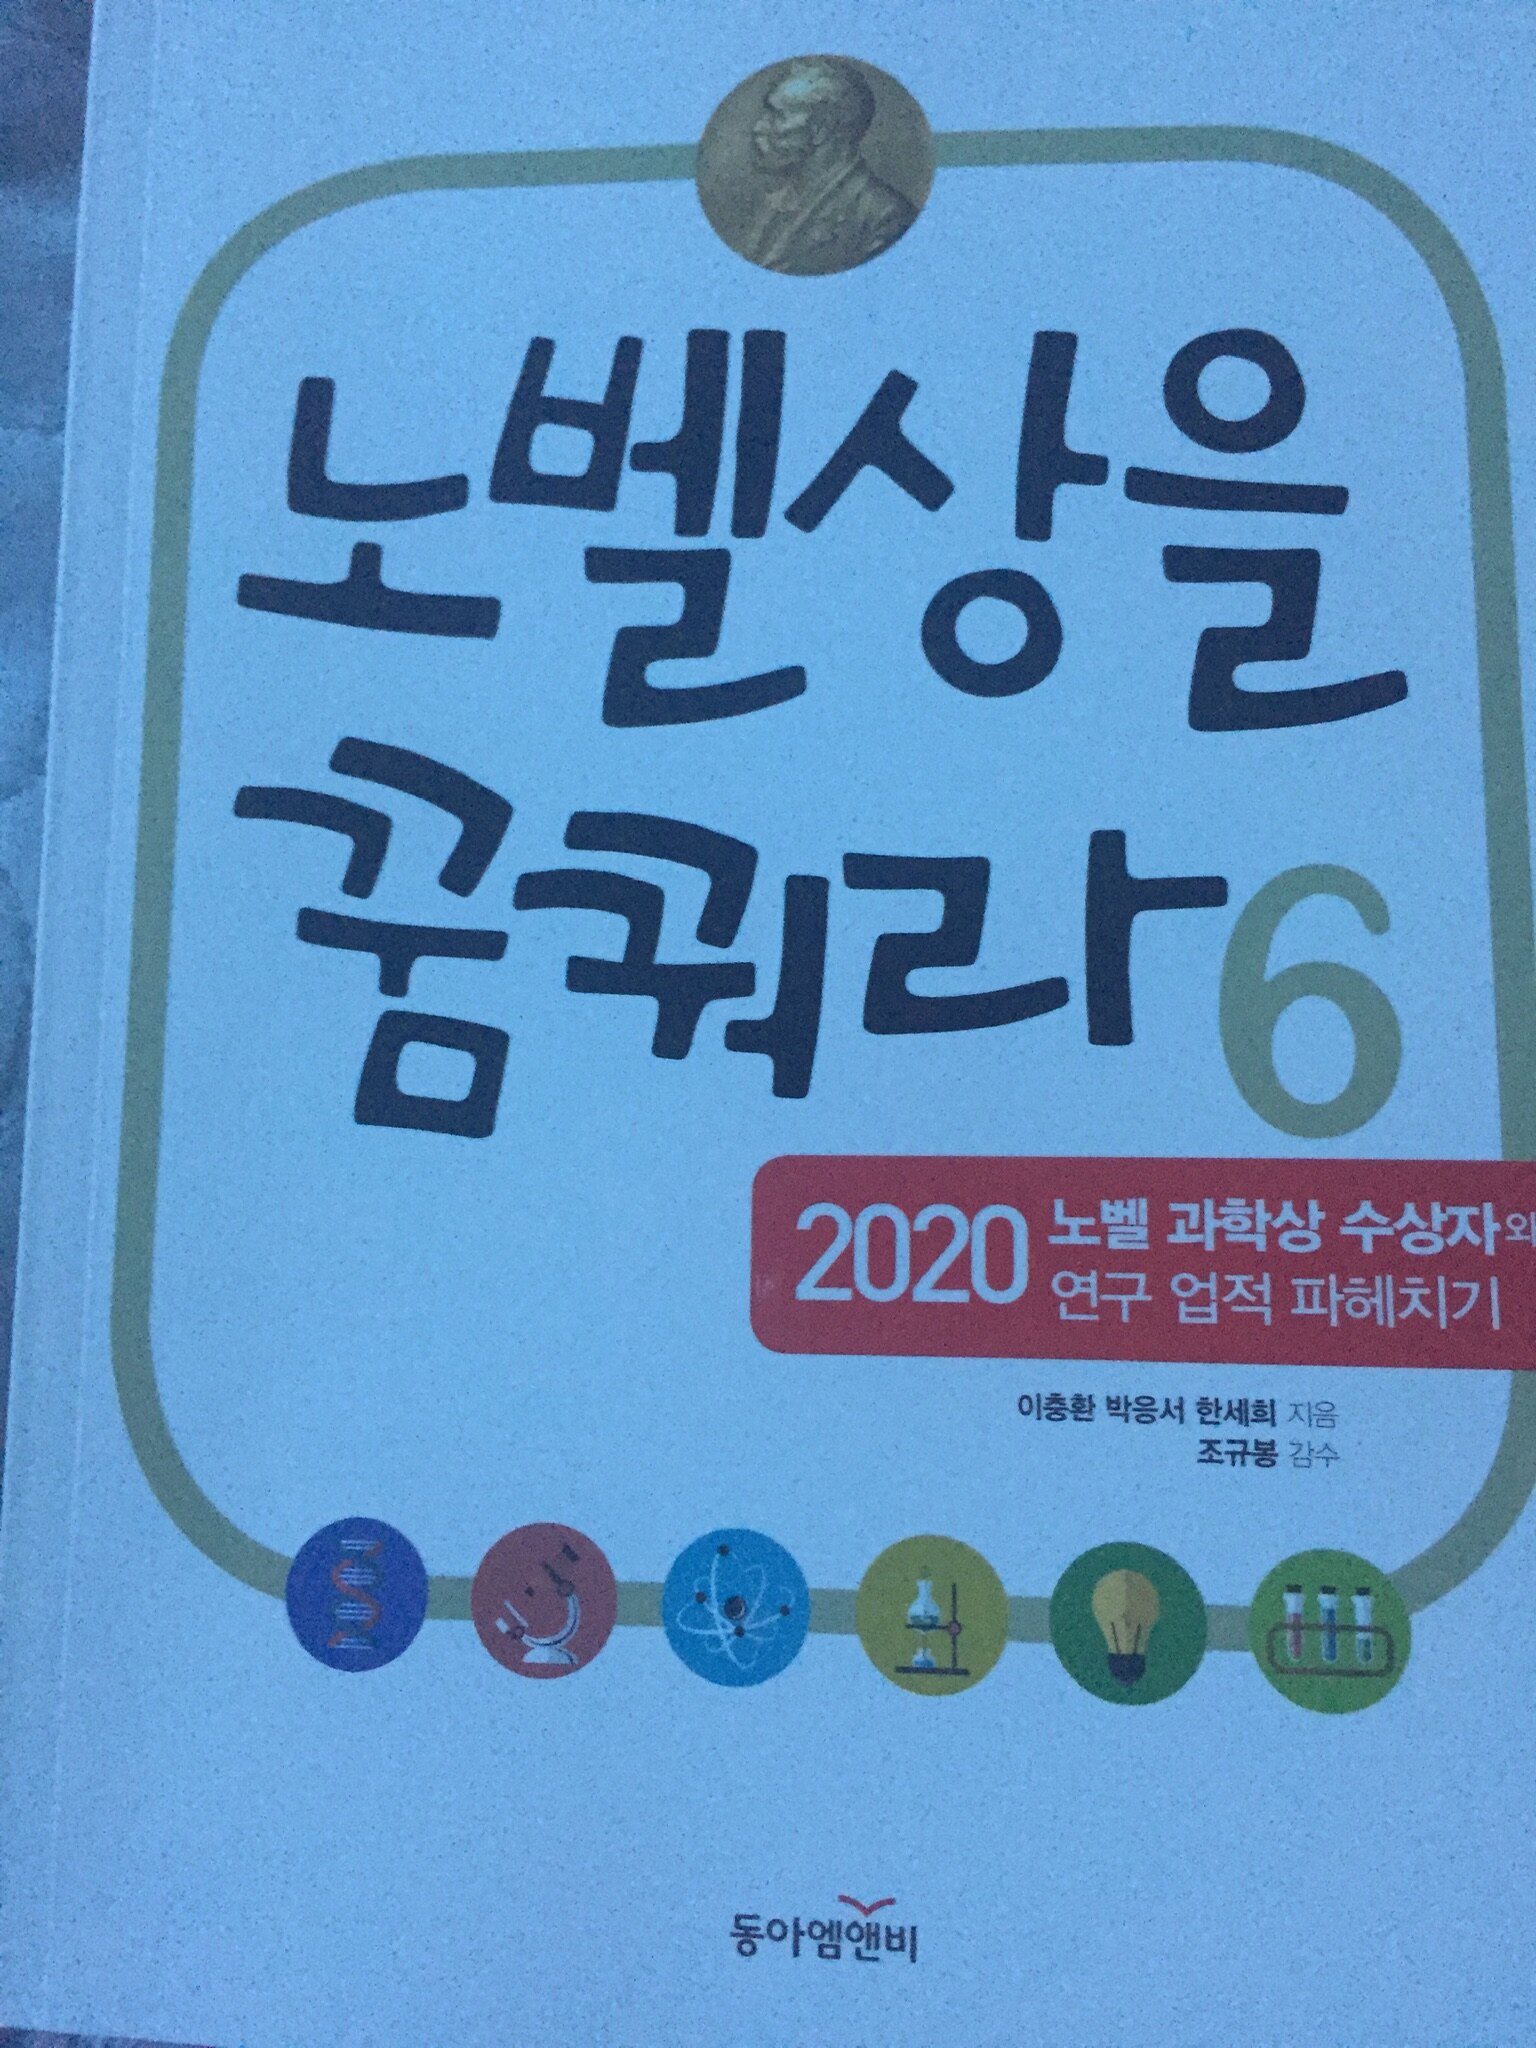 노벨상을
꿈꿔라 6
2020 노벨 과학상 수상자와
연구 업적 파헤치기
이충환 박응서 한세희 지음
조규봉 감수
동아엠앤비